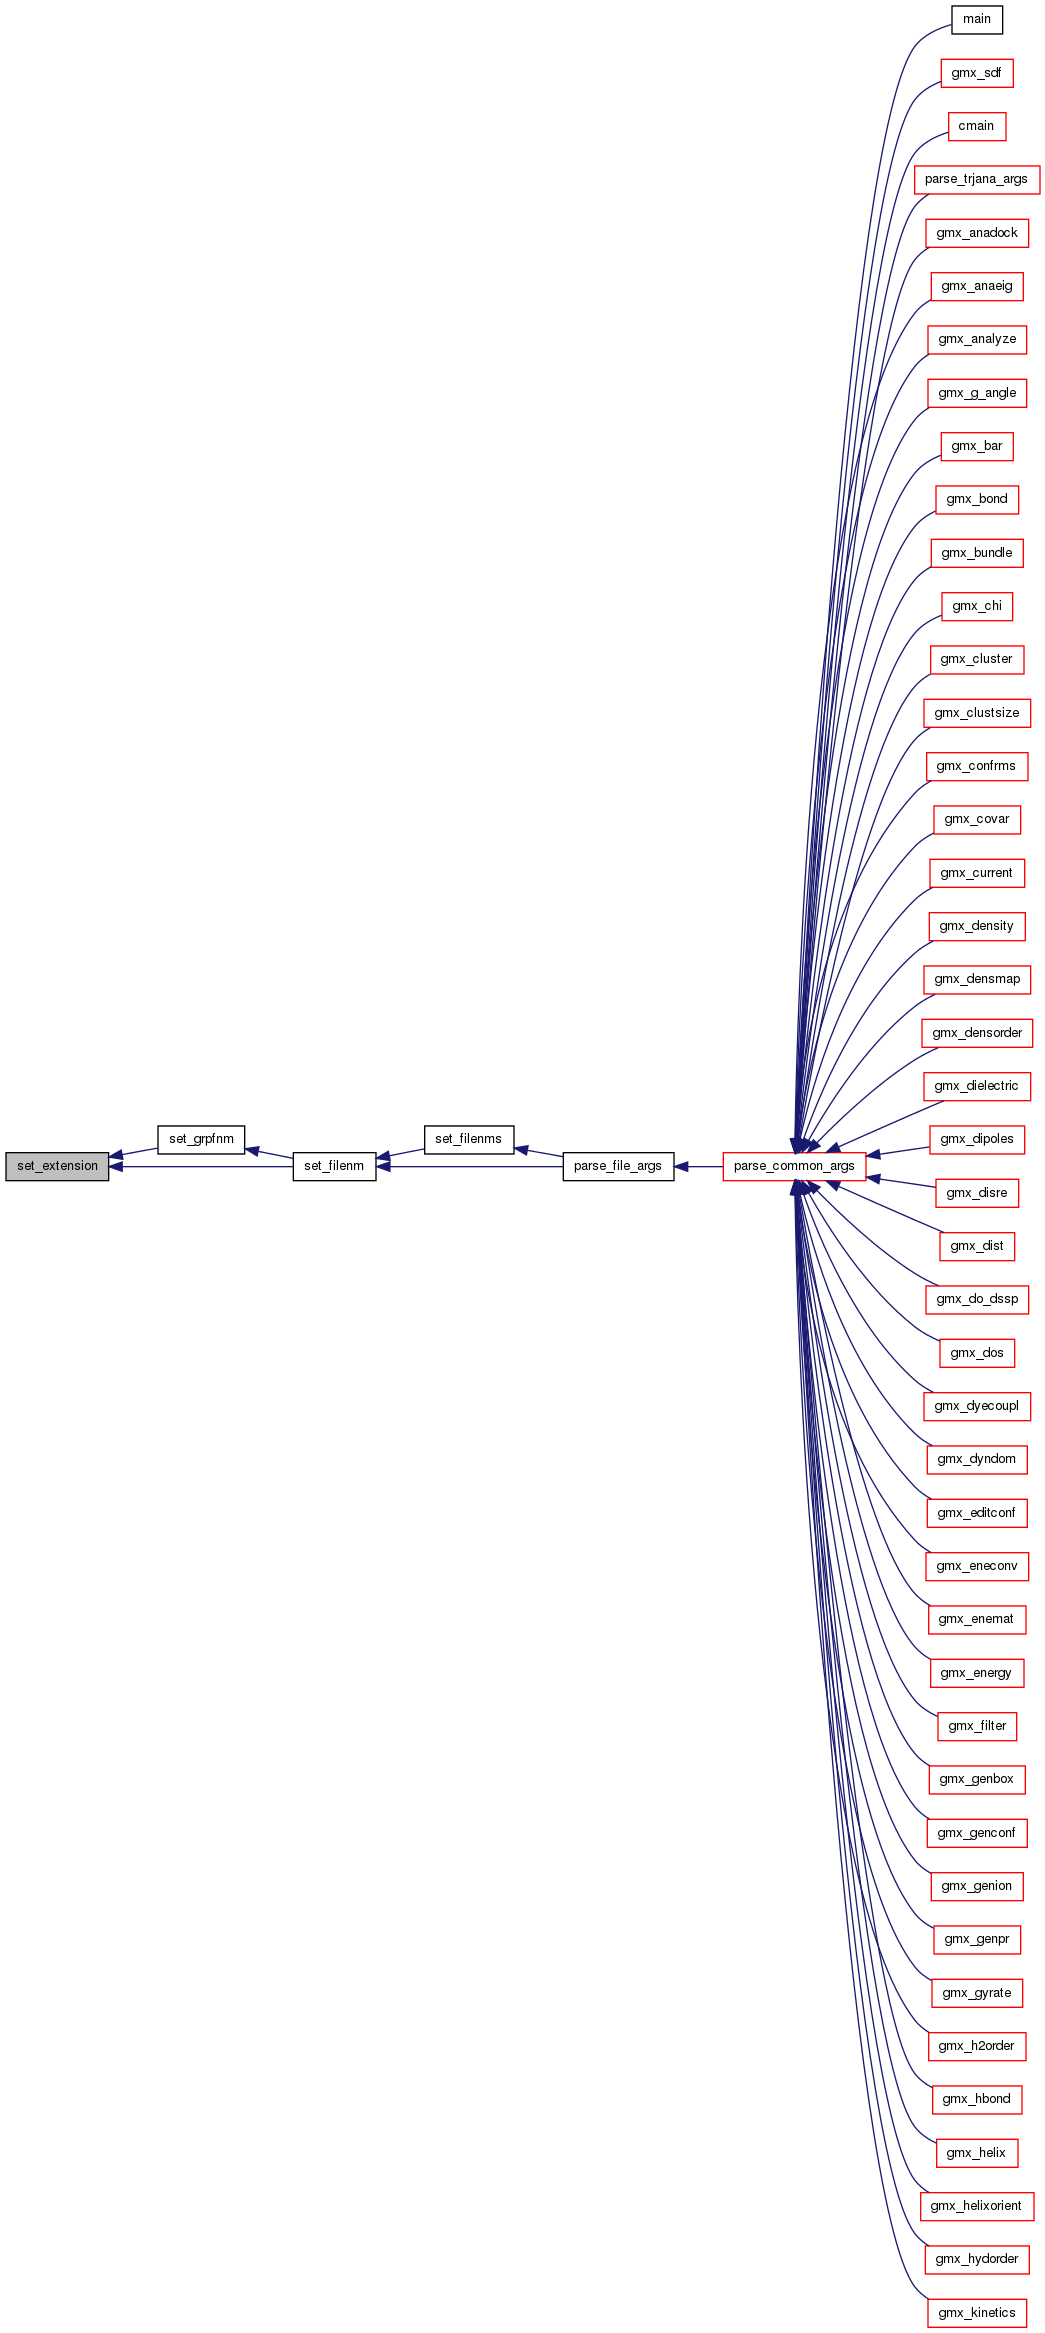 main
gmx_sdf
cmain
parse_trjana_args
gmx_anadock
gmx_anaeig
gmx_analyze
gmx_g_angle
gmx_bar
gmx_bond
gmx_bundle
gmx_chi
gmx_cluster
gmx_clustsize
gmx_confrms
gmx_covar
gmx_current
gmx_density
gmx_densmap
gmx_densorder
gmx_dielectric
set_grpfnm
set_filenms
gmx_dipoles
set_extension
set_filenm
parse_file_args
parse_common_args
gmx_disre
gmx_dist
gmx_do_dssp
gmx_dos
gmx_dyecoupl
gmx_dyndom
gmx_editconf
gmx_eneconv
gmx_enemat
gmx_energy
gmx_filter
gmx_genbox
gmx_genconf
gmx_genion
gmx_genpr
gmx_gyrate
gmx_h2order
gmx_hbond
gmx_helix
gmx_helixorient
gmx_hydorder
gmx_kinetics